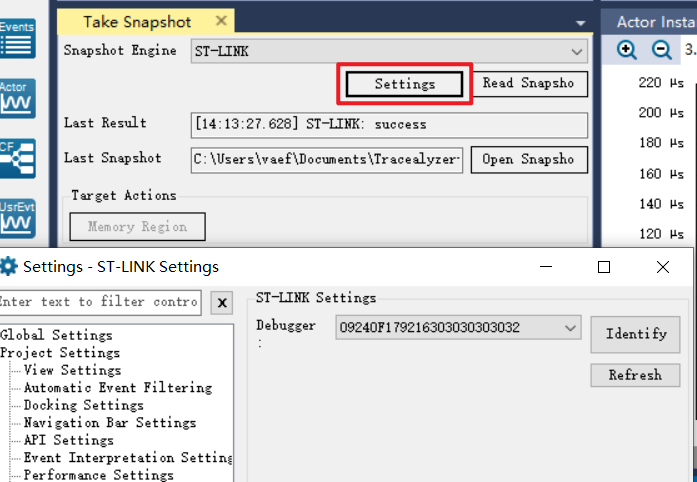 Events
Actor
CF
UsrEvt
Take Snapshot
Snapshot Engine
ST-LINK
Settings
Read Snapsho
Last Result
[14:13:27.628] ST-LINK: success
Last Snapshot
C:\Users\vaef\Documents\Tracealyzer
Open Snapsho
Target Actions
Memory Region
Actor Insta
3.
220 μs
200 μs
180 μs
160 μs
140 μs
120 μs
Settings - ST-LINK Settings
Enter text to filter contro
X
Global Settings
Project Settings
View Settings
Automatic Event Filtering
Docking Settings
Navigation Bar Settings
API Settings
Event Interpretation Setting
Performance Settings
ST-LINK Settings
Debugger
:
09240F179216303030303032
Identify
Refresh